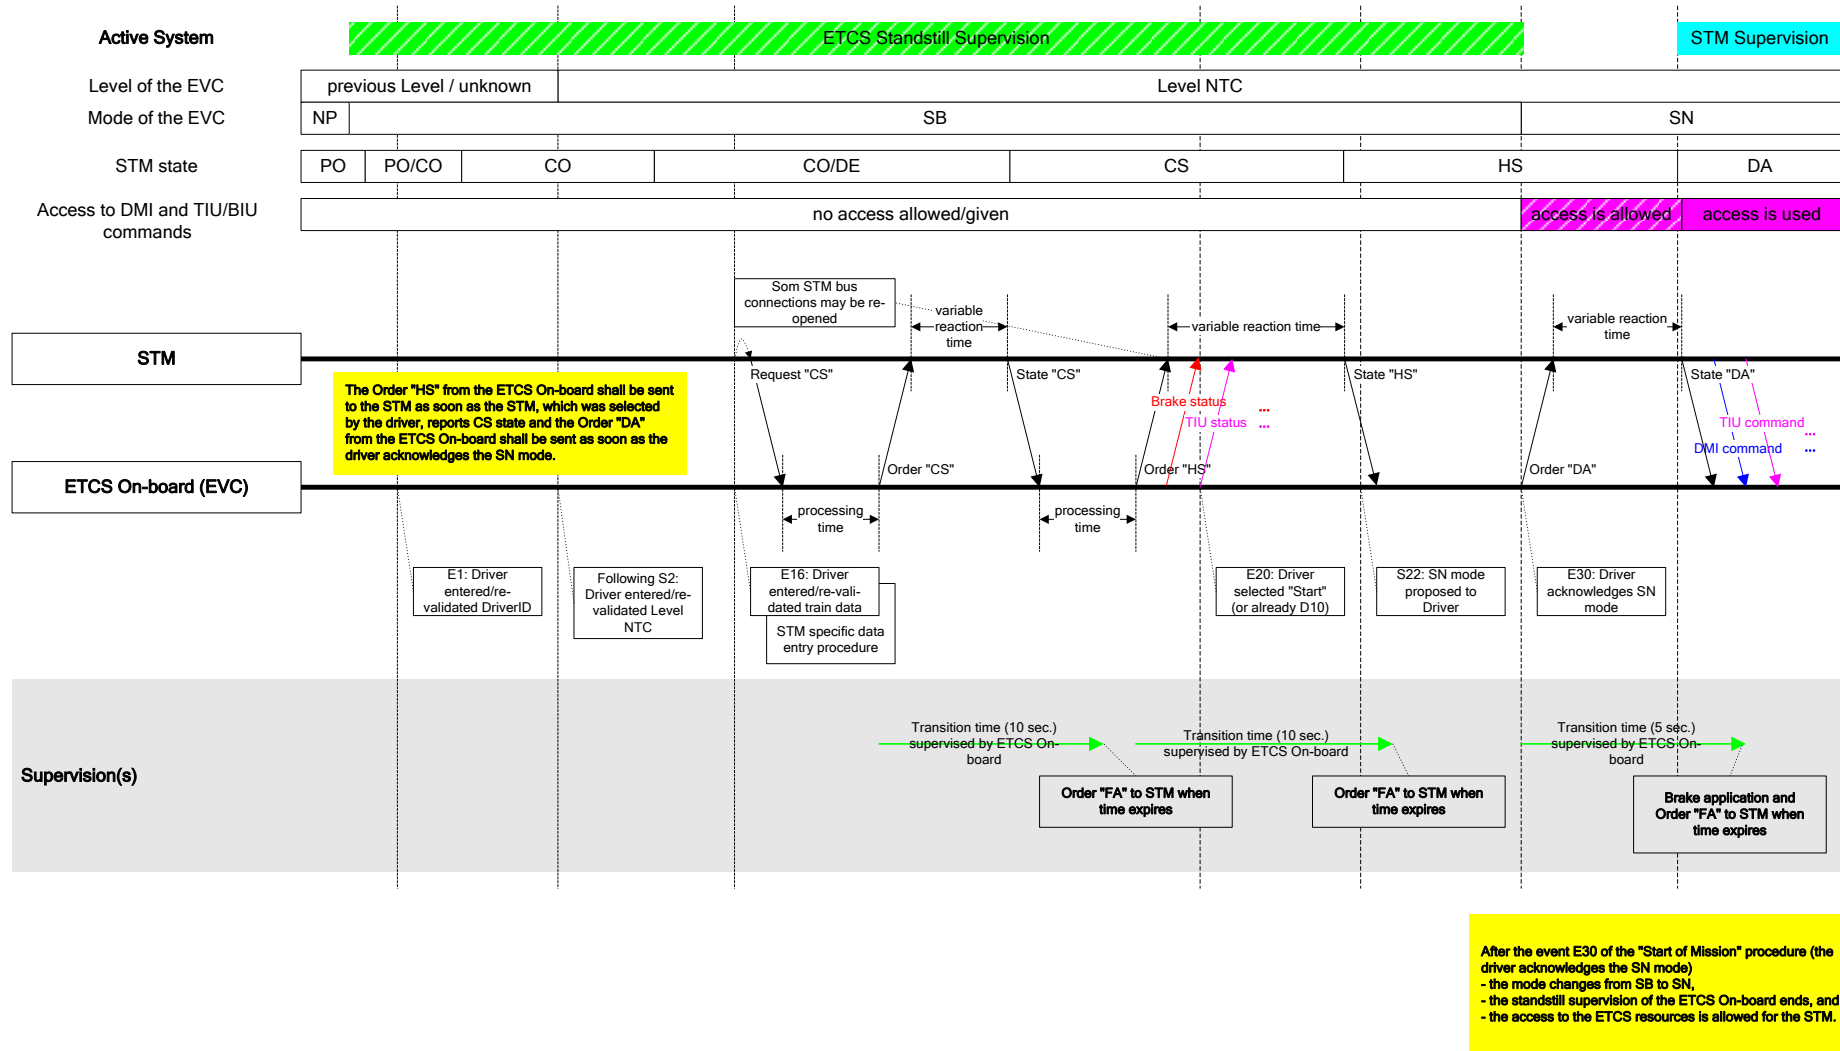 Active System
ETCS Standstill Supervision
STM Supervision
Level of the EVC
previous Level / unknown
Level NTC
Mode of the EVC
NP
SB
SN
STM state
PO
PO/CO
CO
CO/DE
CS
HS
DA
Access to DMI and TIU/BIU
commands
no access allowed/given
access is allowed
access is used
Som STM bus
connections may be re-
opened
variable
reaction
time
variable reaction time
variable reaction
time
STM
Request "CS"
State "CS"
State "HS"
State "DA"
The Order "HS" from the ETCS On-board shall be sent
to the STM as soon as the STM, which was selected
by the driver, reports CS state and the Order "DA"
from the ETCS On-board shall be sent as soon as the
driver acknowledges the SN mode.
Brake status
...
TIU status
...
TIU command
...
DMI command
...
Order "CS"
Order "HS"
Order "DA"
ETCS On-board (EVC)
processing
time
processing
time
E1: Driver
entered/re-
validated DriverID
Following S2:
Driver entered/re-
validated Level
NTC
E16: Driver
entered/re-vali-
dated train data
STM specific data
entry procedure
E20: Driver
selected "Start"
(or already D10)
S22: SN mode
proposed to
Driver
E30: Driver
acknowledges SN
mode
Supervision(s)
Transition time (10 sec.)
supervised by ETCS On-
board
Transition time (10 sec.)
supervised by ETCS On-board
Transition time (5 sec.)
supervised by ETCS On-
board
Order "FA" to STM when
time expires
Order "FA" to STM when
time expires
Brake application and
Order "FA" to STM when
time expires
After the event E30 of the "Start of Mission" procedure (the
driver acknowledges the SN mode)
- the mode changes from SB to SN,
- the standstill supervision of the ETCS On-board ends, and
- the access to the ETCS resources is allowed for the STM.